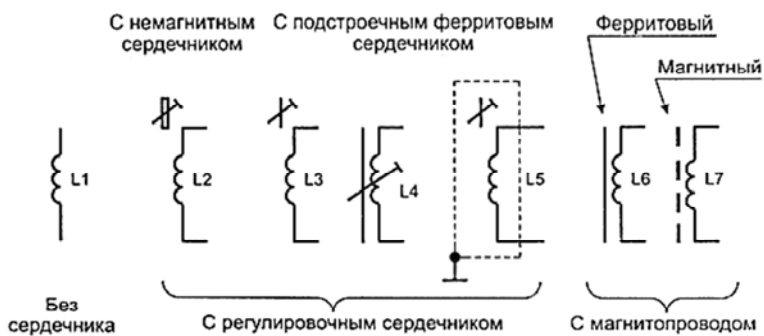 С немагнитным
сердечником
С подстроечным ферритовым
сердечником
Ферритовый
Магнитный
L1
L2
L3
L4
L5
L6
L7
Без
сердечника
С регулировочным сердечником
С магнитопроводом